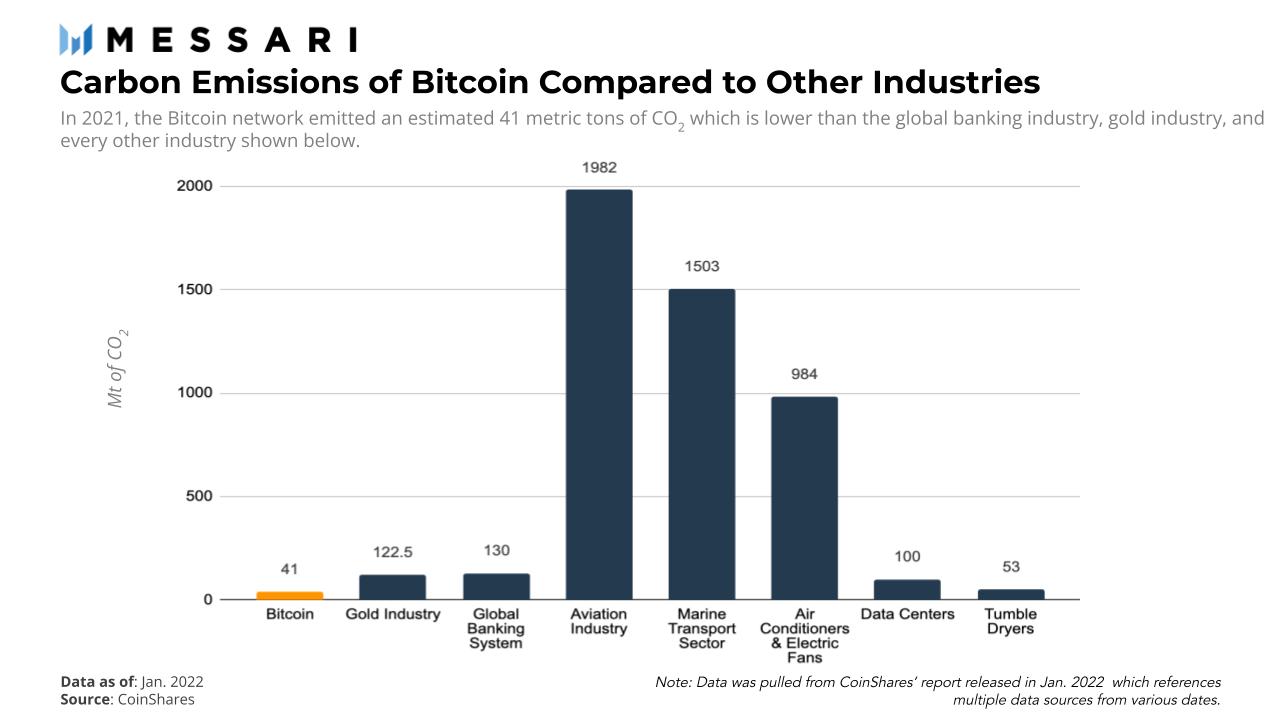 MESSARI
Carbon Emissions of Bitcoin Compared to Other Industries
In 2021, the Bitcoin network emitted an estimated 41 metric tons of CO2 which is lower than the global banking industry, gold industry, and
every other industry shown below.
Mt of CO2
2000
1500
1000
500
0
41
122.5
130
1982
1503
984
100
53
Bitcoin
Gold Industry
Global
Banking
System
Aviation
Industry
Marine
Transport
Sector
Air
Conditioners
& Electric
Fans
Data Centers
Tumble
Dryers
Data as of: Jan. 2022
Source: CoinShares
Note: Data was pulled from CoinShares’ report released in Jan. 2022 which references
multiple data sources from various dates.